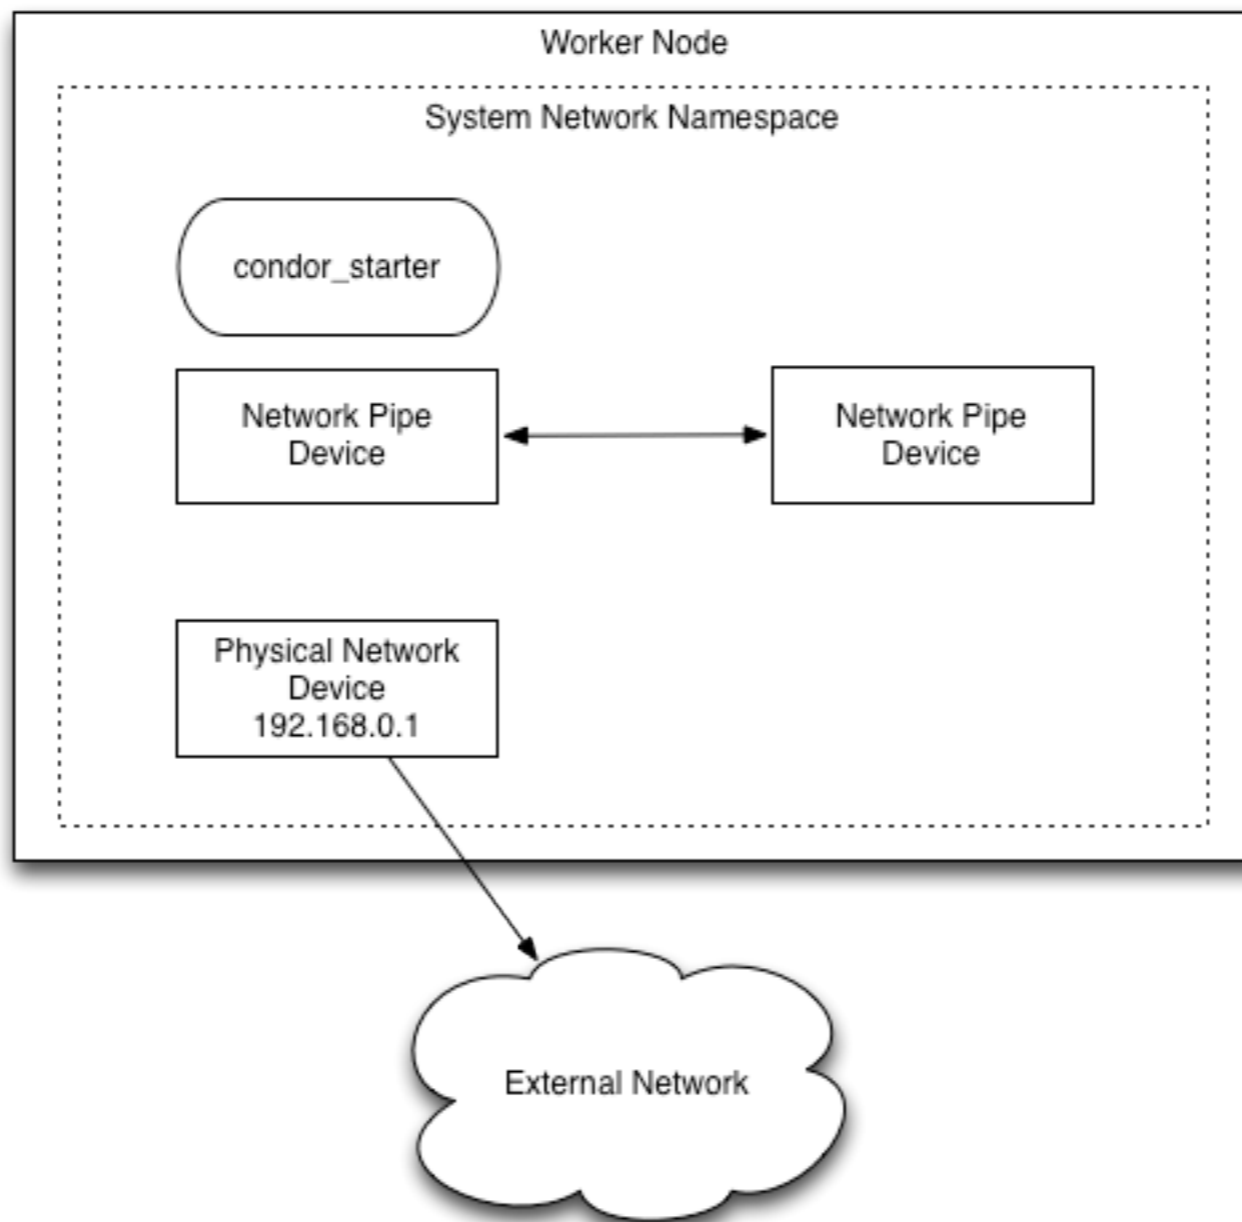 Worker Node
System Network Namespace
condor_starter
Network Pipe
Device
Network Pipe
Device
Physical Network
Device
192.168.0.1
External Network